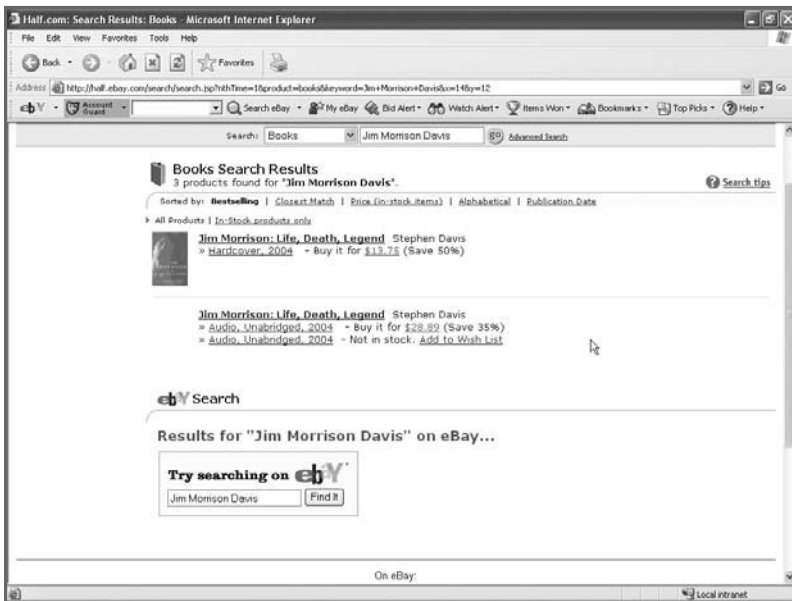 Half.com: Search Results: Books - Microsoft Internet Explorer
File Edit View Favorites Tools Help
Back Favorites
Address http://half.ebay.com/search/search.jsp?nthTime=1&product=books&keyword=Jim+Morrison+Davis&x=14&y=12 Go
ebY Account Guard Search eBay My eBay Bid Alert Watch Alert Items Won Bookmarks Top Picks Help
Search: Books Jim Morrison Davis go Advanced Search
Books Search Results
3 products found for "Jim Morrison Davis". Search tips
Sorted by: Bestselling | Closest Match | Price (in-stock items) | Alphabetical | Publication Date
All Products | In-Stock products only
Jim Morrison: Life, Death, Legend Stephen Davis
» Hardcover, 2004 - Buy it for $13.75 (Save 50%)
Jim Morrison: Life, Death, Legend Stephen Davis
» Audio, Unabridged, 2004 - Buy it for $28.89 (Save 35%)
» Audio, Unabridged, 2004 - Not in stock. Add to Wish List
ebY Search
Results for "Jim Morrison Davis" on eBay...
Try searching on ebY
Jim Morrison Davis Find It
On eBay:
Local intranet